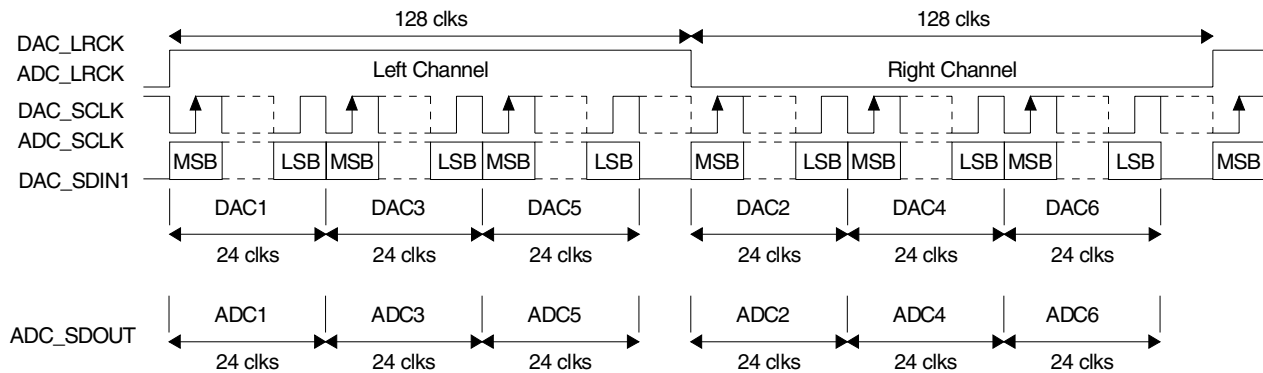 128 clks 128 clks
DAC_LRCK
ADC_LRCK Left Channel Right Channel
DAC_SCLK
ADC_SCLK
MSB LSB MSB LSB MSB LSB MSB LSB MSB LSB MSB LSB MSB
DAC_SDIN1
DAC1 DAC3 DAC5 DAC2 DAC4 DAC6
24 clks 24 clks 24 clks 24 clks 24 clks 24 clks
ADC1 ADC3 ADC5 ADC2 ADC4 ADC6
ADC_SDOUT
24 clks 24 clks 24 clks 24 clks 24 clks 24 clks